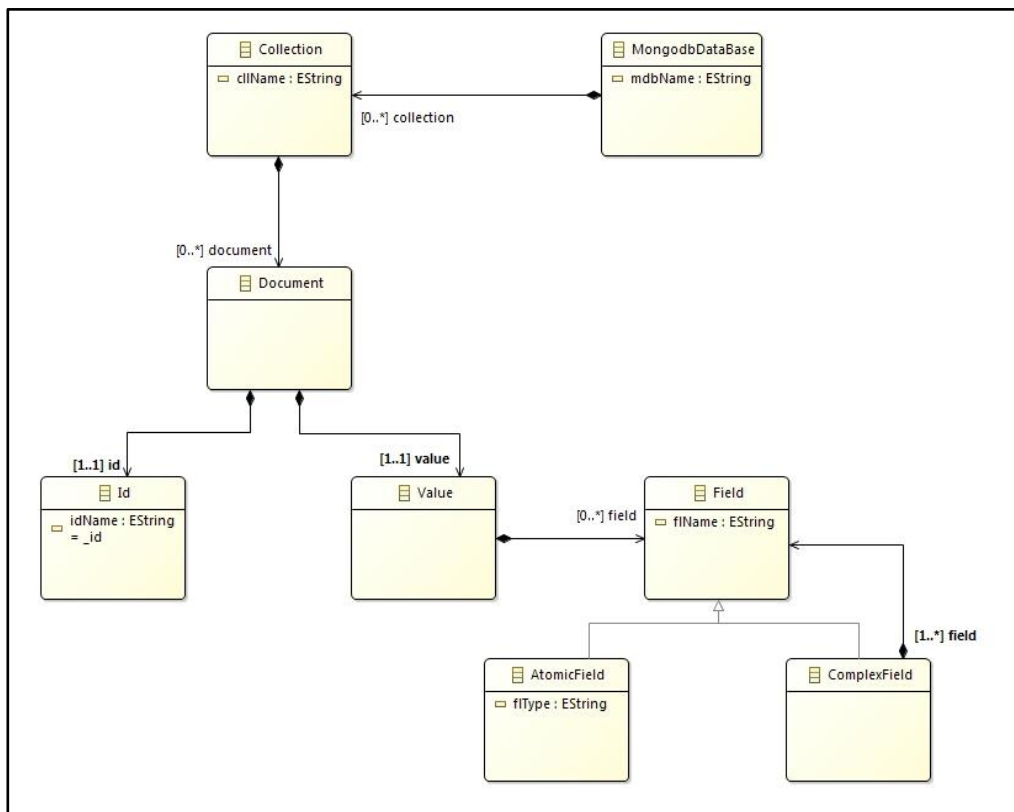 Collection
cllName : EString
MongodbDataBase
mdbName : EString
[0..*] collection
[0..*] document
Document
[1..1] id
[1..1] value
Id
idName : EString
= _id
Value
[0..*] field
Field
flName : EString
[1..*] field
AtomicField
flType : EString
ComplexField